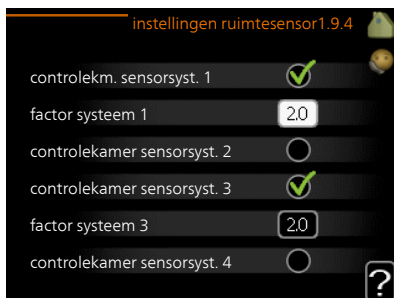 instellingen ruimtesensor1.9.4
controlekm. sensorsyst. 1
factor systeem 1 2.0
controlekamer sensorsyst. 2
controlekamer sensorsyst. 3
factor systeem 3 2.0
controlekamer sensorsyst. 4
?